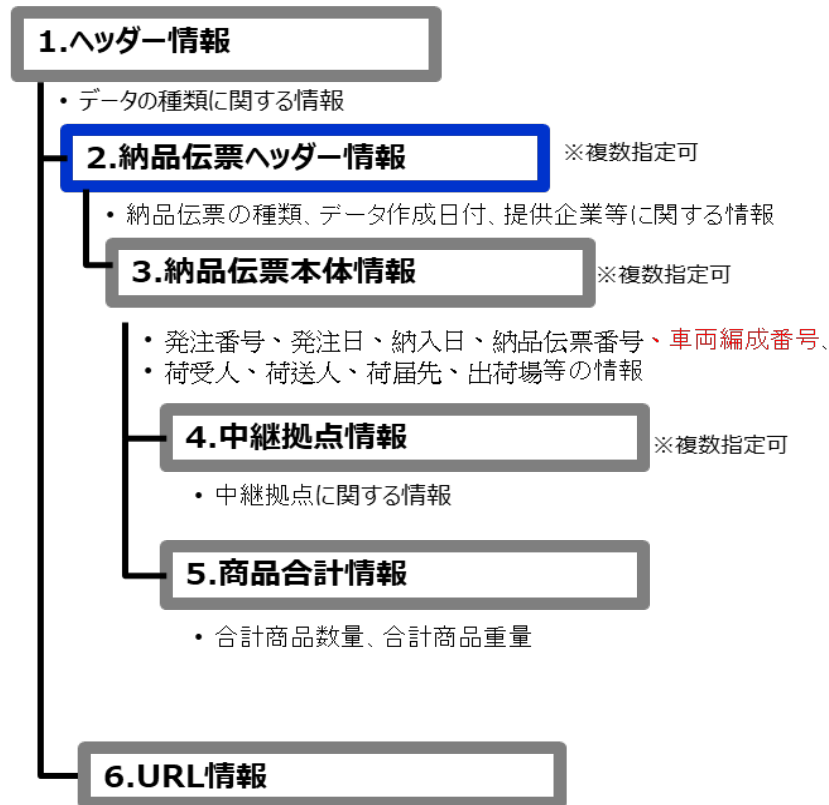 1.ヘッダー情報
• データの種類に関する情報
2.納品伝票ヘッダー情報 ※複数指定可
• 納品伝票の種類、データ作成日付、提供企業等に関する情報
3.納品伝票本体情報 ※複数指定可
• 発注番号、発注日、納入日、納品伝票番号、車両編成番号、
• 荷受人、荷送人、荷届先、出荷場等の情報
4.中継拠点情報 ※複数指定可
• 中継拠点に関する情報
5.商品合計情報
• 合計商品数量、合計商品重量
6.URL情報